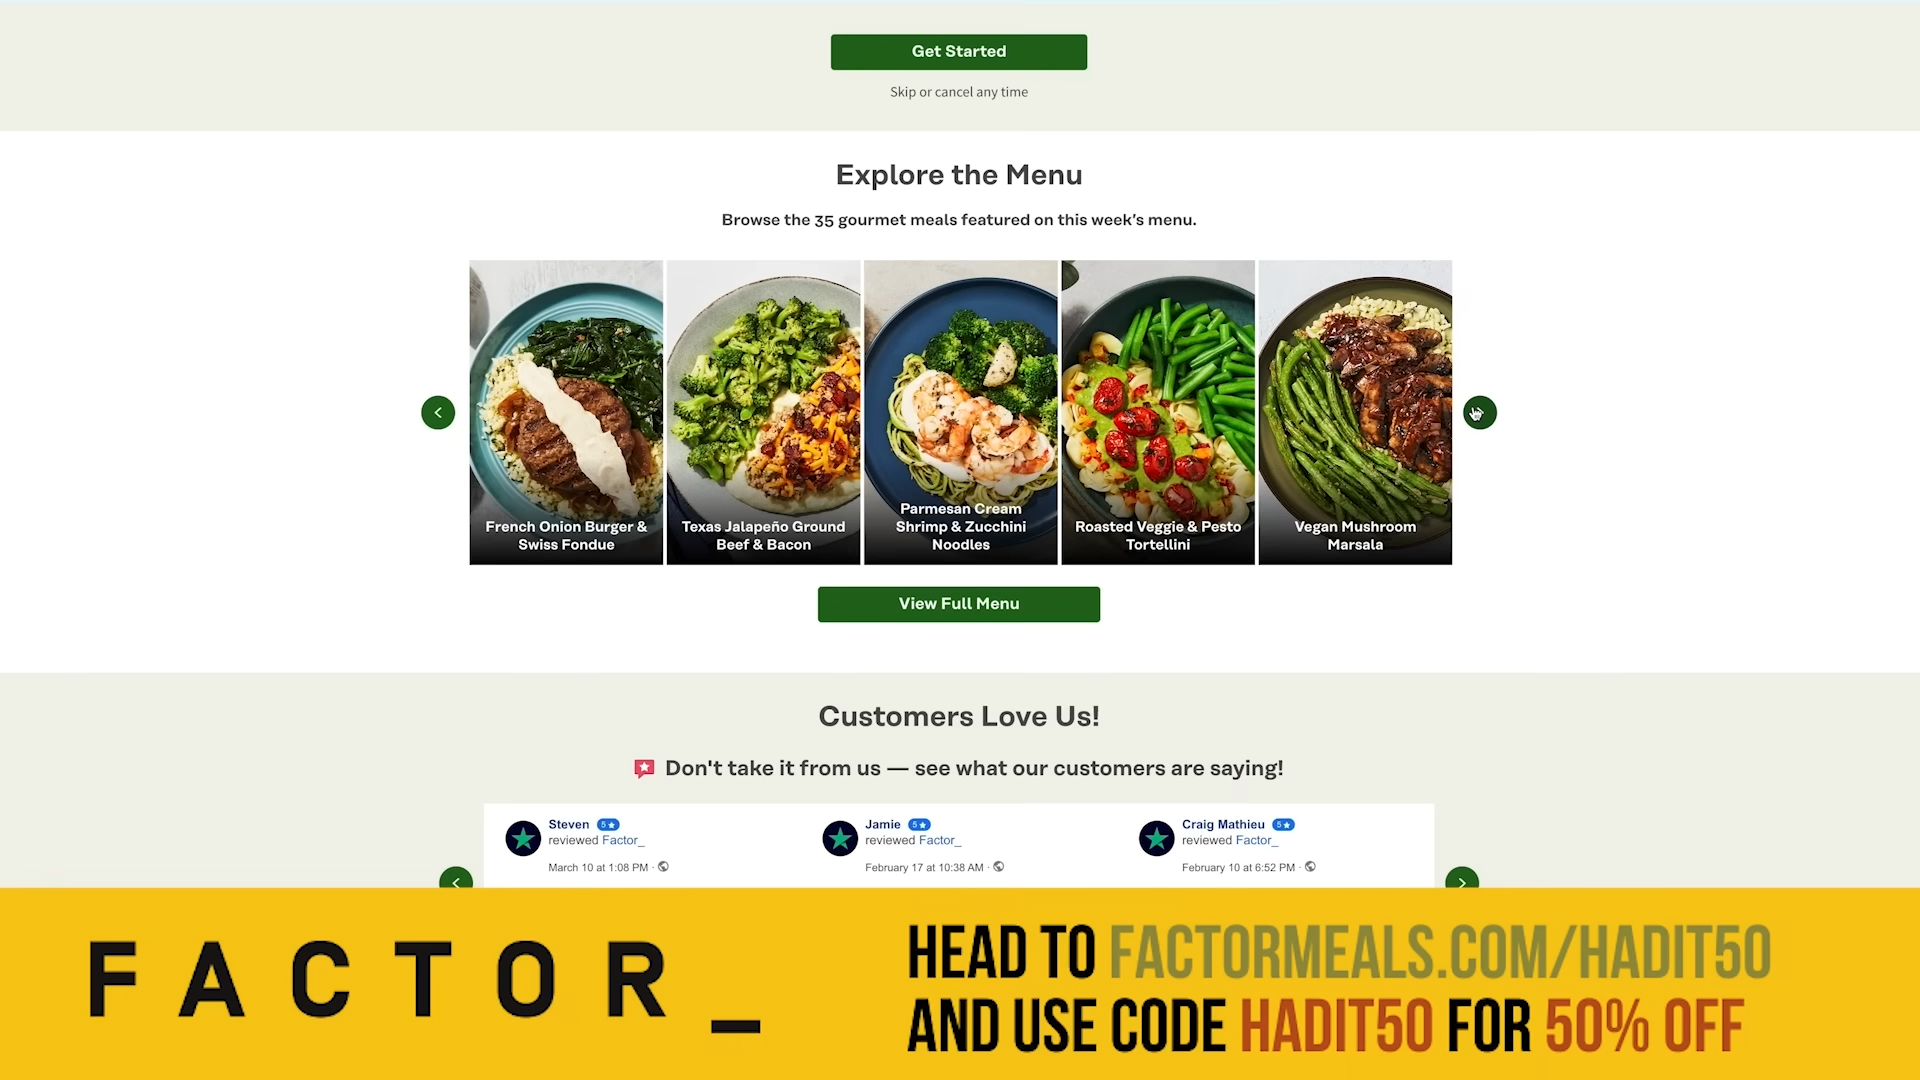 Get Started
Skip or cancel any time
Explore the Menu
Browse the 35 gourmet meals featured on this week's menu.
French Onion Burger &
Swiss Fondue
Texas Jalapeño Ground
Beef & Bacon
Parmesan Cream
Shrimp & Zucchini
Noodles
Roasted Veggie & Pesto
Tortellini
Vegan Mushroom
Marsala
View Full Menu
Customers Love Us!
Don't take it from us — see what our customers are saying!
Steven 5★
reviewed Factor_
March 10 at 1:08 PM ·
Jamie 5★
reviewed Factor_
February 17 at 10:38 AM ·
Craig Mathieu 5★
reviewed Factor_
February 10 at 6:52 PM ·
FACTOR_
HEAD TO FACTORMEALS.COM/HADIT50
AND USE CODE HADIT50 FOR 50% OFF